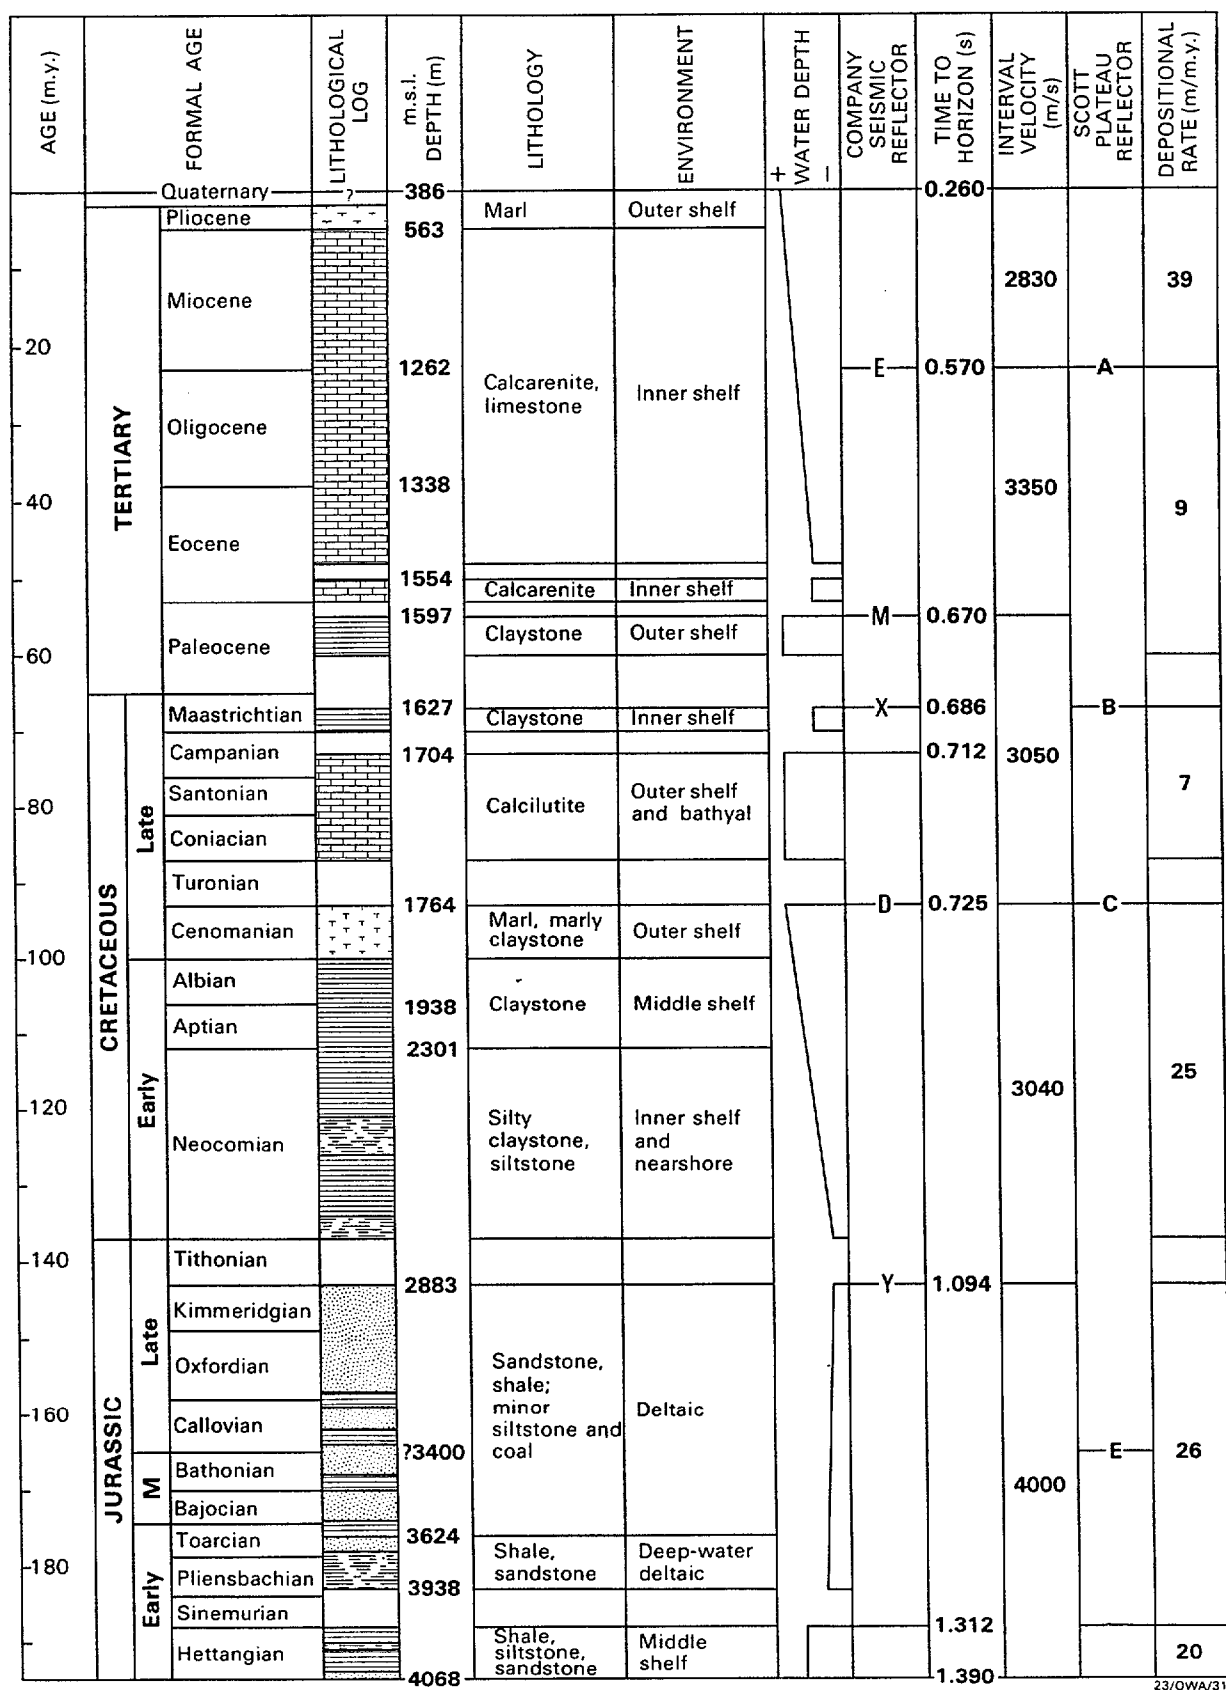 AGE (m.y.)
FORMAL AGE
LITHOLOGICAL
LOG
m.s.l.
DEPTH (m)
LITHOLOGY
ENVIRONMENT
+ WATER DEPTH −
COMPANY
SEISMIC
REFLECTOR
TIME TO
HORIZON (s)
INTERVAL
VELOCITY
(m/s)
SCOTT
PLATEAU
REFLECTOR
DEPOSITIONAL
RATE (m/m.y.)
Quaternary ? 386 0.260
Pliocene Marl Outer shelf
563
Miocene 2830 39
20
1262 E 0.570 A
Calcarenite,
limestone
Inner shelf
TERTIARY
Oligocene
1338 3350
40 9
Eocene
1554
Calcarenite Inner shelf
1597 M 0.670
Claystone Outer shelf
Paleocene
60
Maastrichtian 1627 X 0.686 B
Claystone Inner shelf
Campanian 1704 0.712 3050
Santonian 7
80
Calcilutite
Outer shelf
and bathyal
Late
Coniacian
Turonian
1764 D 0.725 C
CRETACEOUS
Cenomanian
Marl, marly
claystone
Outer shelf
100
Albian
1938 Claystone Middle shelf
Aptian
2301
25
3040
120
Early
Neocomian
Silty
claystone,
siltstone
Inner shelf
and
nearshore
140
Tithonian
2883 Y 1.094
Kimmeridgian
Late
Oxfordian
Sandstone,
shale;
minor
siltstone and
coal
Deltaic
160
Callovian
?3400 E 26
JURASSIC
M
Bathonian
4000
Bajocian
3624
Toarcian
Shale,
sandstone
Deep-water
deltaic
180
Pliensbachian
3938
Early
Sinemurian
1.312
Hettangian
Shale,
siltstone,
sandstone
Middle
shelf
20
4068 1.390
23/OWA/31